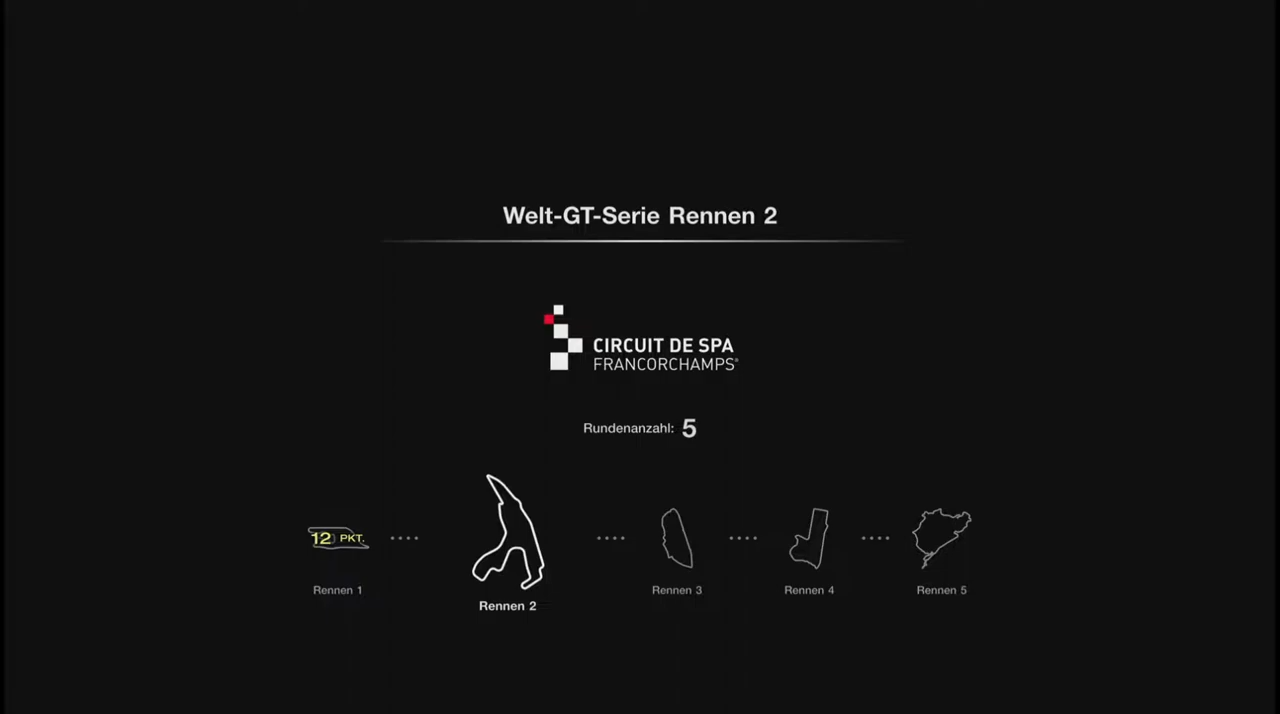 Welt-GT-Serie Rennen 2
CIRCUIT DE SPA
FRANCORCHAMPS®
Rundenanzahl: 5
12 PKT.
Rennen 1
Rennen 2
Rennen 3
Rennen 4
Rennen 5